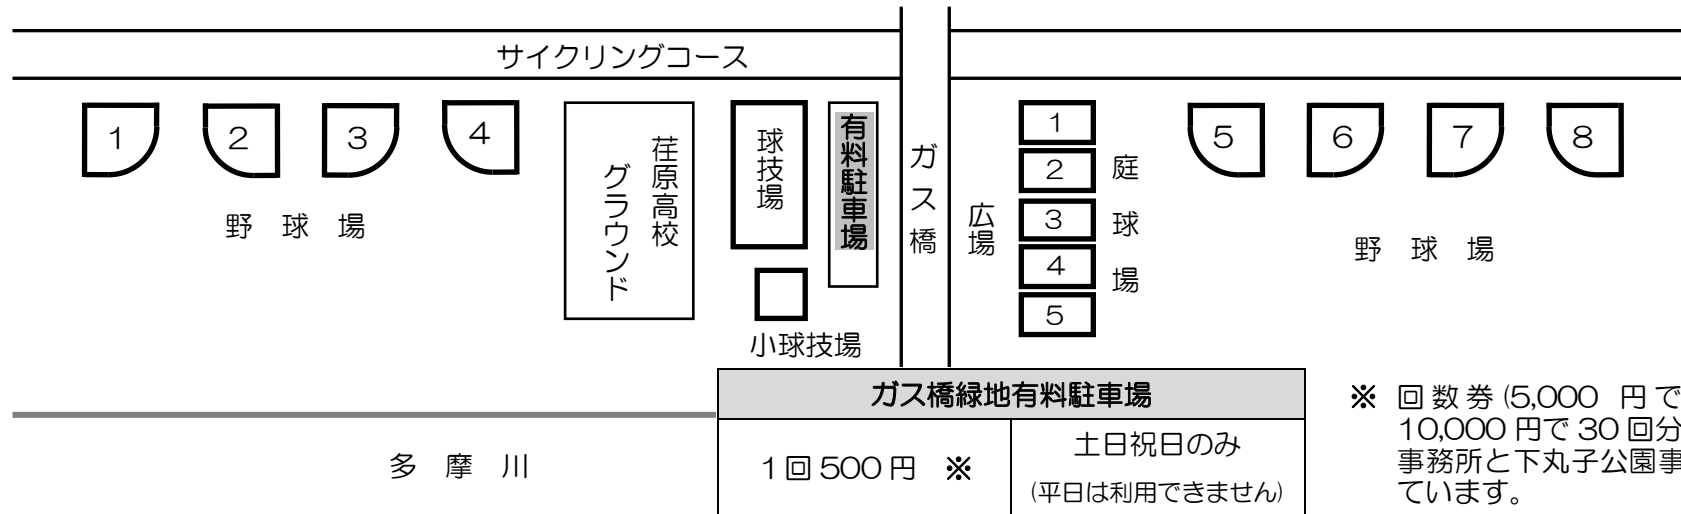 サイクリングコース
1
2
3
4
野球場
荏原高校
グラウンド
球技場
小球技場
有料駐車場
ガス橋
広場
1
2
3
4
5
庭球場
5
6
7
8
野球場
多摩川
ガス橋緑地有料駐車場
1回500円 ※
土日祝日のみ
(平日は利用できません)
※ 回数券(5,000 円で
10,000円で30回分
事務所と下丸子公園事
ています。